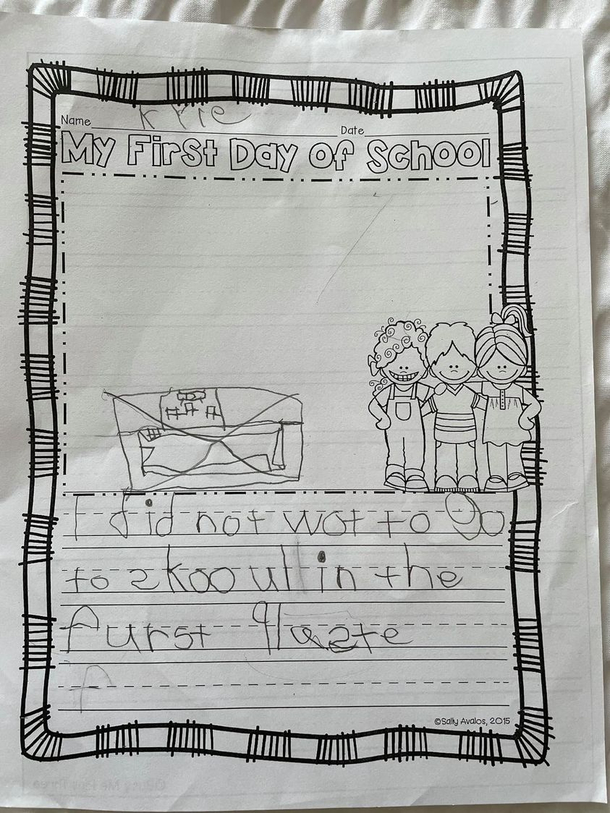 Name Kyle Date
My First Day of School
I did not wot to Go
to skooul in the
furst plaste
f
©Sally Avalos, 2015